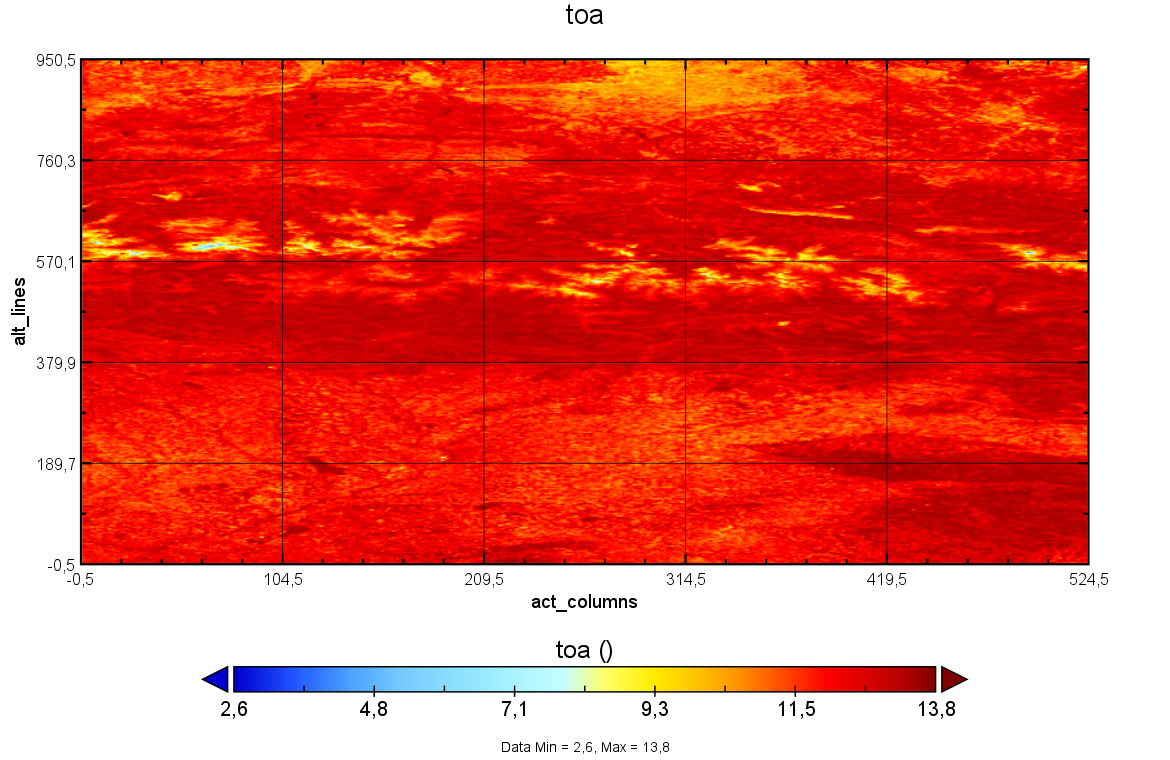 toa
950,5
760,3
570,1
379,9
189,7
-0,5
alt_lines
-0,5 104,5 209,5 314,5 419,5 524,5
act_columns
toa ()
2,6 4,8 7,1 9,3 11,5 13,8
Data Min = 2,6, Max = 13,8